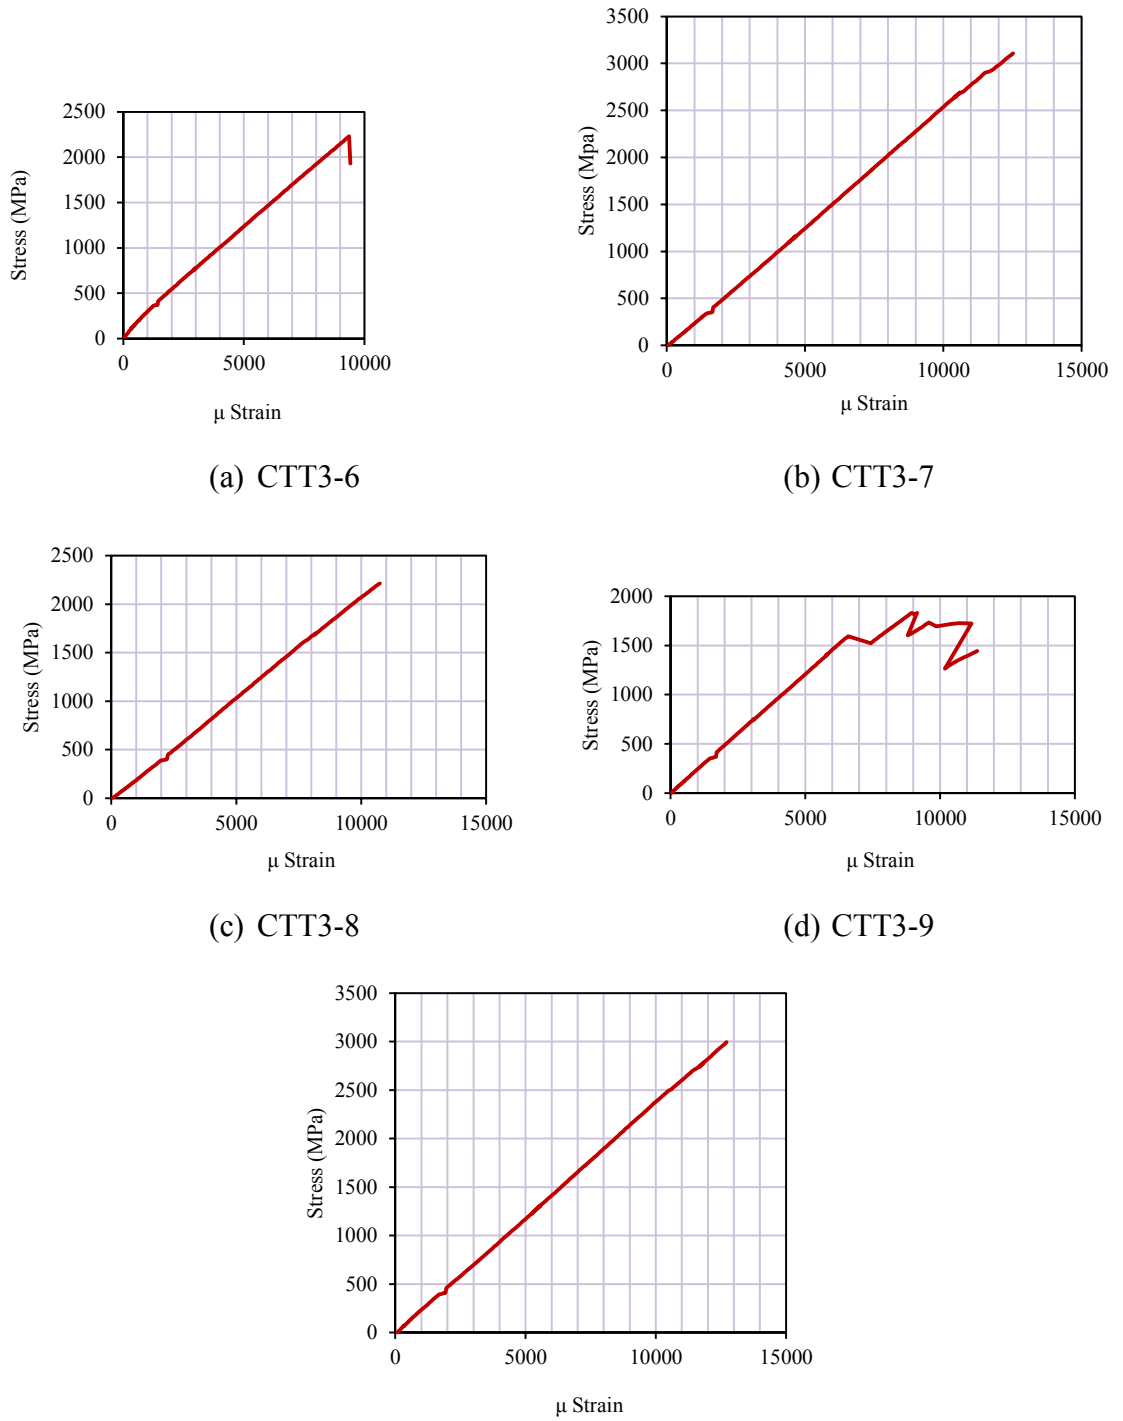 2500
2000
1500
1000
500
0
0 5000 10000
Stress (MPa)
μ Strain
(a) CTT3-6
3500
3000
2500
2000
1500
1000
500
0
0 5000 10000 15000
Stress (Mpa)
μ Strain
(b) CTT3-7
2500
2000
1500
1000
500
0
0 5000 10000 15000
Stress (MPa)
μ Strain
(c) CTT3-8
2000
1500
1000
500
0
0 5000 10000 15000
Stress (MPa)
μ Strain
(d) CTT3-9
3500
3000
2500
2000
1500
1000
500
0
0 5000 10000 15000
Stress (MPa)
μ Strain